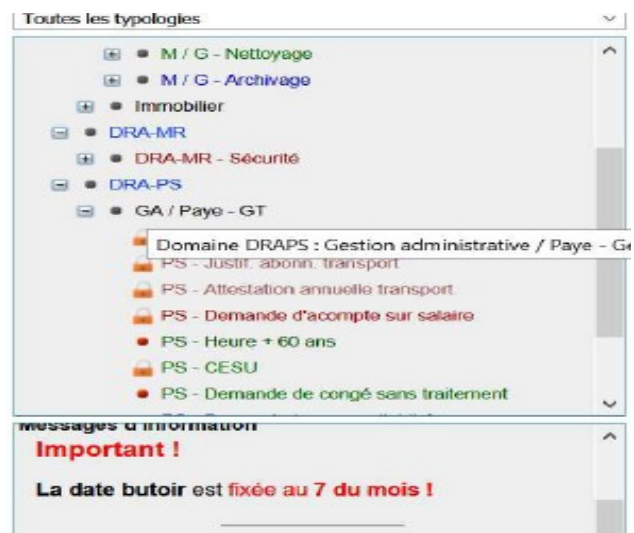 Toutes les typologies
M / G - Nettoyage
M / G - Archivage
Immobilier
DRA-MR
DRA-MR - Sécurité
DRA-PS
GA / Paye - GT
Domaine DRAPS : Gestion administrative / Paye - Ge
PS - Justif. abonn. transport
PS - Attestation annuelle transport
PS - Demande d'acompte sur salaire
PS - Heure + 60 ans
PS - CESU
PS - Demande de congé sans traitement
Messages d'information
Important !
La date butoir est fixée au 7 du mois !